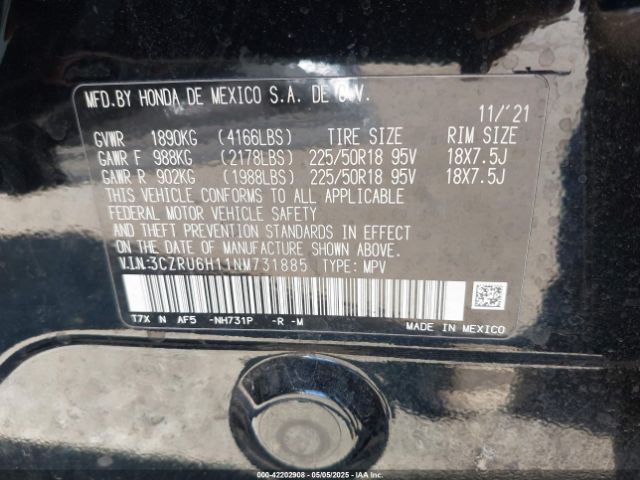 MFD.BY HONDA DE MEXICO S.A. DE C.V.
11/'21
GVWR 1890KG (4166LBS) TIRE SIZE RIM SIZE
GAWR F 988KG (2178LBS) 225/50R18 95V 18X7.5J
GAWR R 902KG (1988LBS) 225/50R18 95V 18X7.5J
THIS VEHICLE CONFORMS TO ALL APPLICABLE
FEDERAL MOTOR VEHICLE SAFETY
AND THEFT PREVENTION STANDARDS IN EFFECT
ON THE DATE OF MANUFACTURE SHOWN ABOVE.
V.I.N.:3CZRU6H11NM731885 TYPE: MPV
T7X N AF5 -NH731P -R -M
MADE IN MEXICO
000-42202908 - 05/05/2025 - IAAI.COM